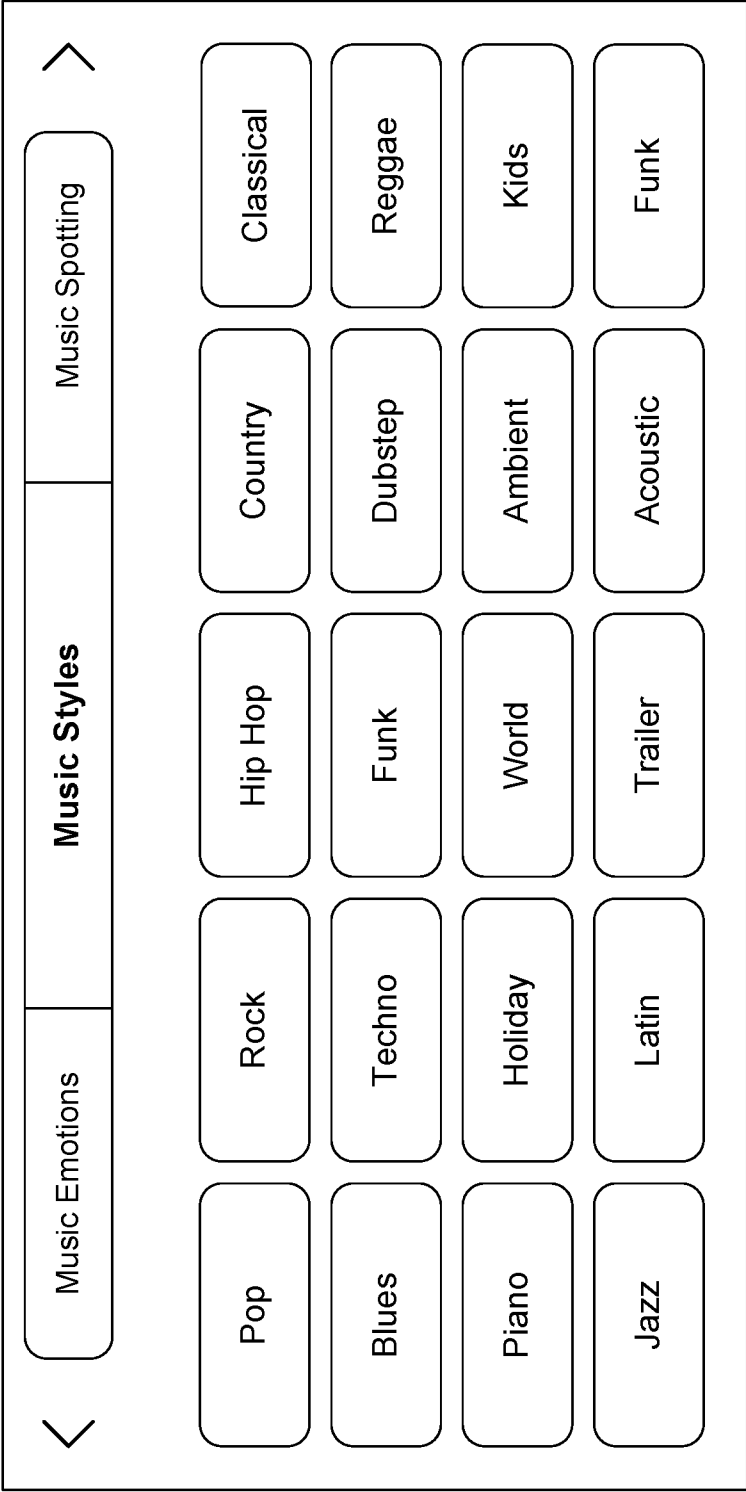 Music Emotions
Music Styles
Music Spotting
Pop
Rock
Hip Hop
Country
Classical
Blues
Techno
Funk
Dubstep
Reggae
Piano
Holiday
World
Ambient
Kids
Jazz
Latin
Trailer
Acoustic
Funk